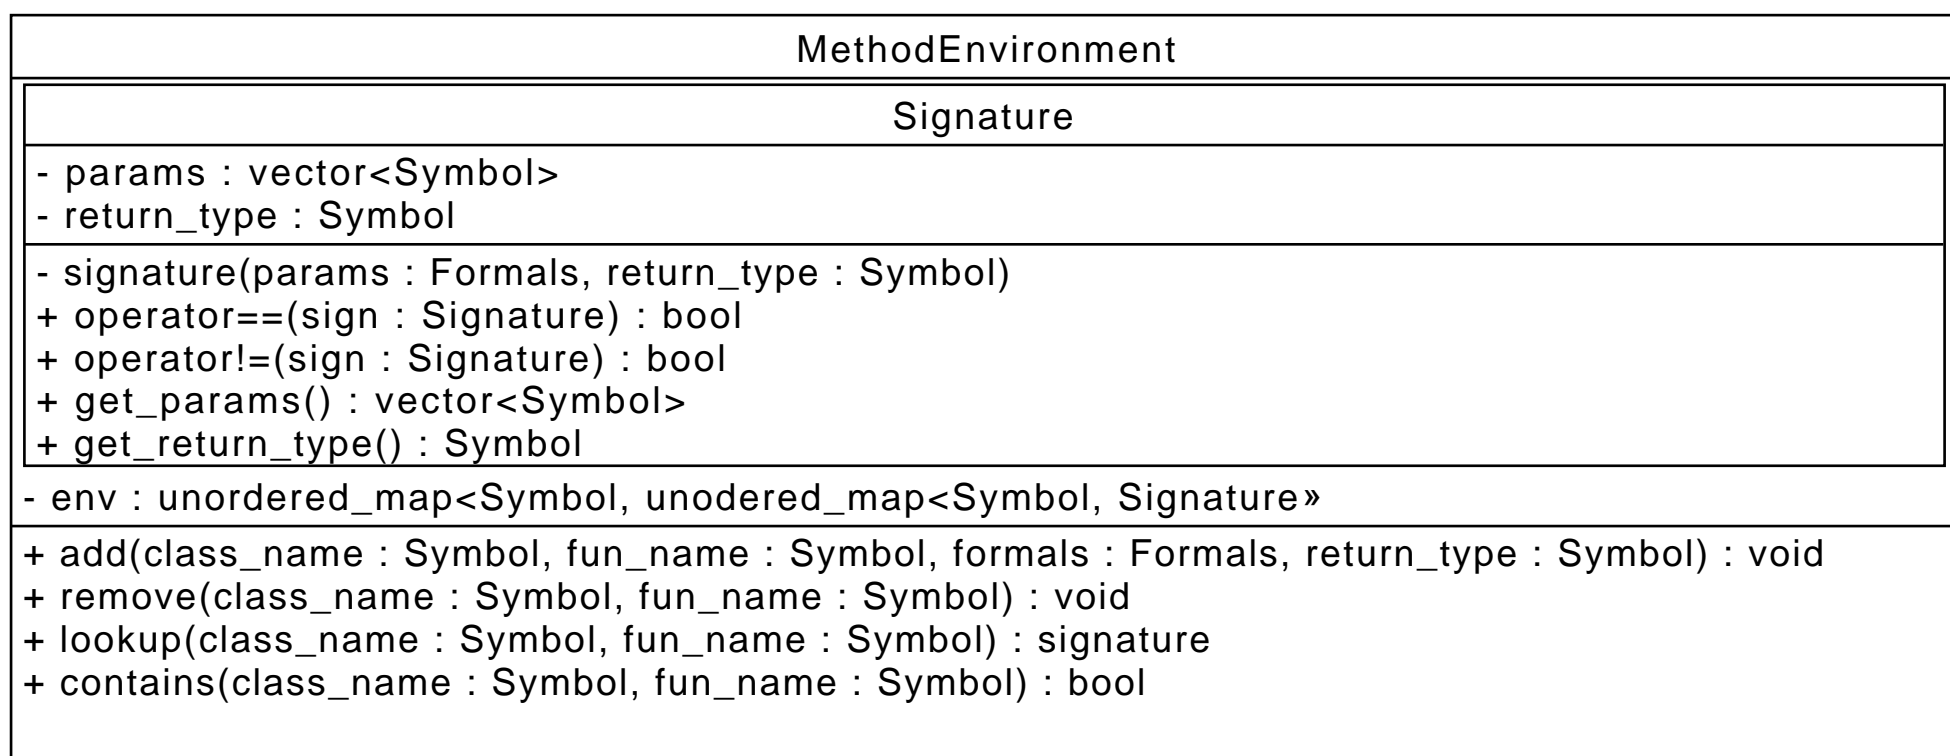 MethodEnvironment
Signature
- params : vector<Symbol>
- return_type : Symbol
- signature(params : Formals, return_type : Symbol)
+ operator==(sign : Signature) : bool
+ operator!=(sign : Signature) : bool
+ get_params() : vector<Symbol>
+ get_return_type() : Symbol
- env : unordered_map<Symbol, unodered_map<Symbol, Signature»
+ add(class_name : Symbol, fun_name : Symbol, formals : Formals, return_type : Symbol) : void
+ remove(class_name : Symbol, fun_name : Symbol) : void
+ lookup(class_name : Symbol, fun_name : Symbol) : signature
+ contains(class_name : Symbol, fun_name : Symbol) : bool